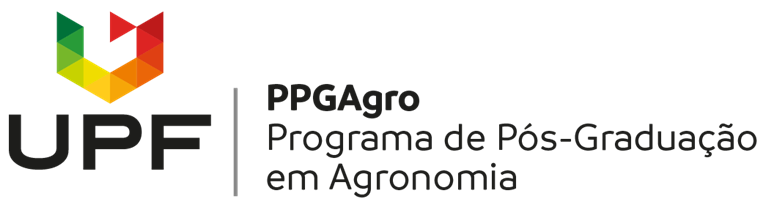 UPF
PPGAgro
Programa de Pós-Graduação
em Agronomia